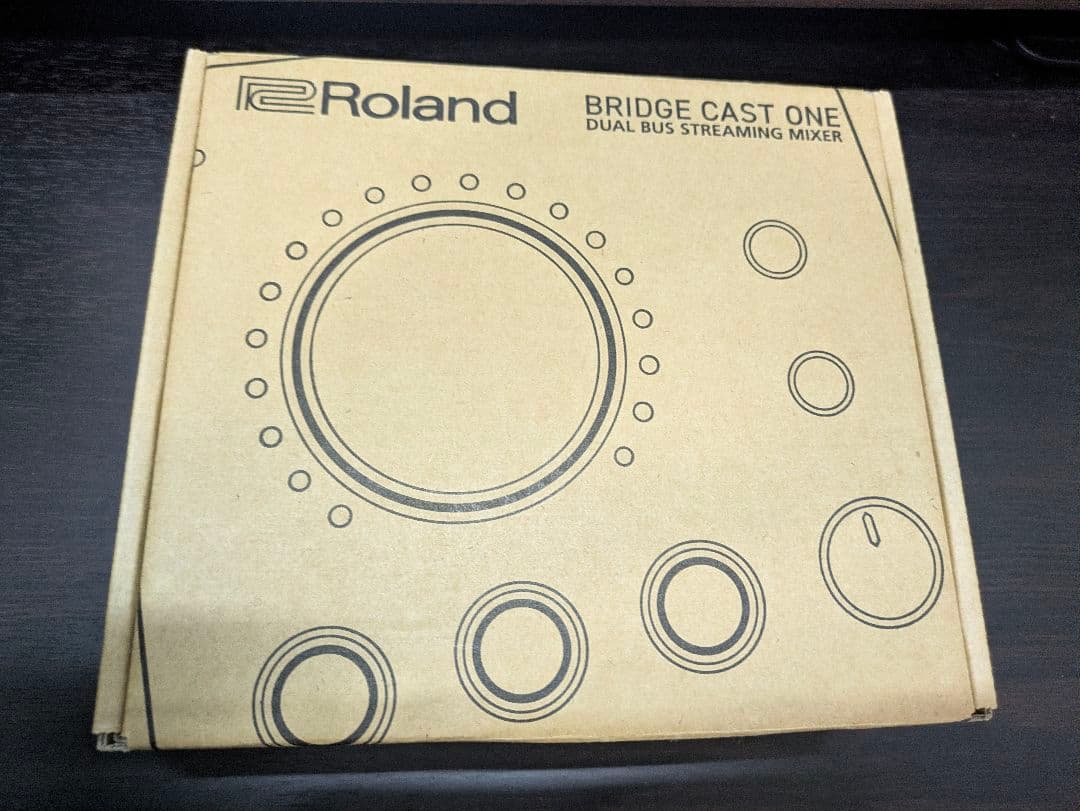 Roland
BRIDGE CAST ONE
DUAL BUS STREAMING MIXER